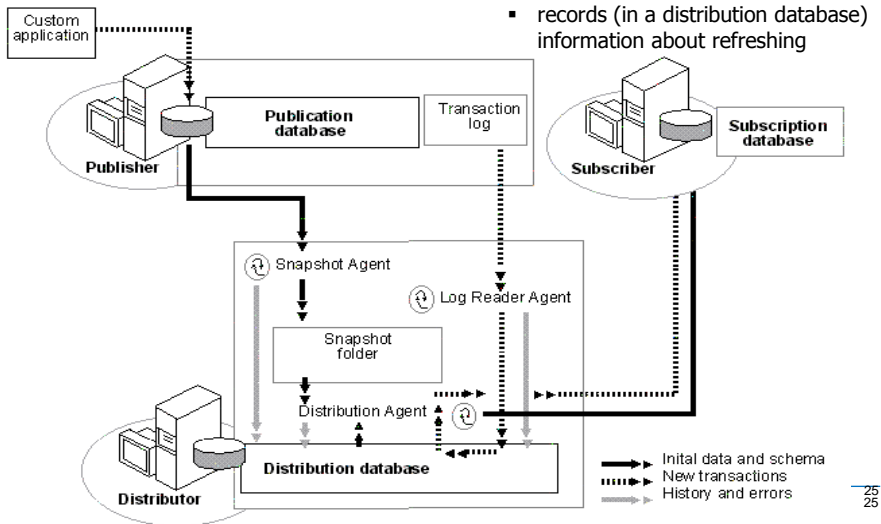 Custom
application
▪ records (in a distribution database)
information about refreshing
Publication
database
Transaction
log
Publisher
Subscription
database
Subscriber
Snapshot Agent
Log Reader Agent
Snapshot
folder
Distribution Agent
Distribution database
Distributor
Inital data and schema
New transactions
History and errors
25
25